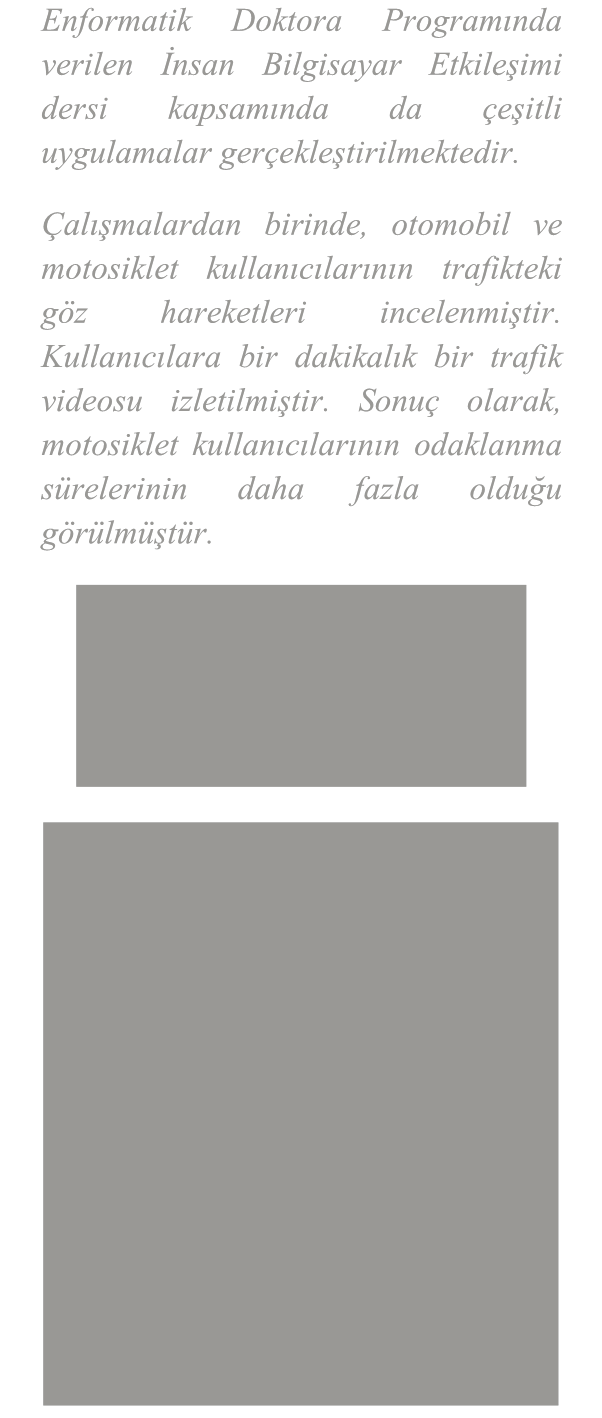 Enformatik Doktora Programında
verilen İnsan Bilgisayar Etkileşimi
dersi kapsamında da çeşitli
uygulamalar gerçekleştirilmektedir.
Çalışmalardan birinde, otomobil ve
motosiklet kullanıcılarının trafikteki
göz hareketleri incelenmiştir.
Kullanıcılara bir dakikalık bir trafik
videosu izletilmiştir. Sonuç olarak,
motosiklet kullanıcılarının odaklanma
sürelerinin daha fazla olduğu
görülmüştür.